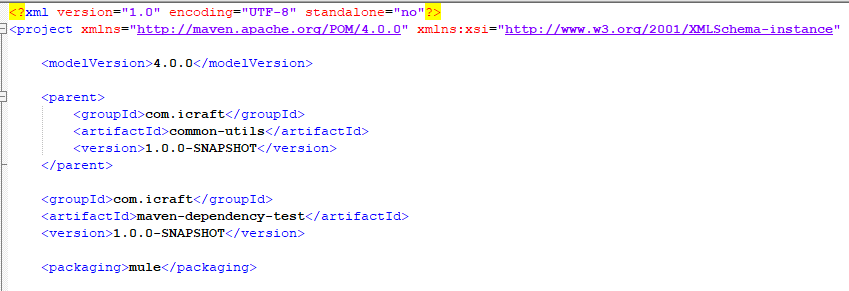 <?xml version="1.0" encoding="UTF-8" standalone="no"?>
<project xmlns="http://maven.apache.org/POM/4.0.0" xmlns:xsi="http://www.w3.org/2001/XMLSchema-instance"
<modelVersion>4.0.0</modelVersion>
<parent>
<groupId>com.icraft</groupId>
<artifactId>common-utils</artifactId>
<version>1.0.0-SNAPSHOT</version>
</parent>
<groupId>com.icraft</groupId>
<artifactId>maven-dependency-test</artifactId>
<version>1.0.0-SNAPSHOT</version>
<packaging>mule</packaging>